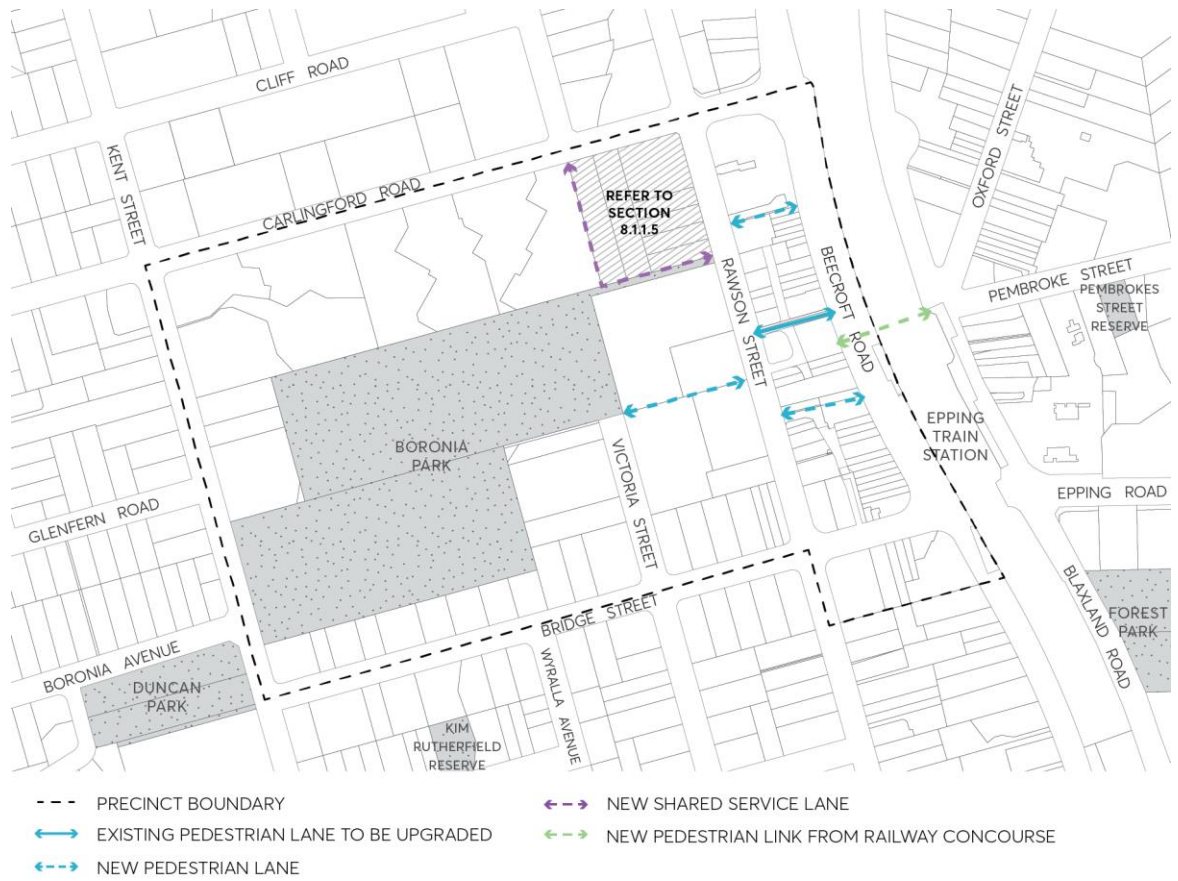 CLIFF ROAD
KENT STREET
CARLINGFORD ROAD
REFER TO
SECTION
8.1.1.5
OXFORD STREET
RAWSON STREET
BEECROFT ROAD
PEMBROKE STREET
PEMBROKES
STREET
RESERVE
EPPING
TRAIN
STATION
BORONIA
PARK
VICTORIA STREET
GLENFERN ROAD
EPPING ROAD
BLAXLAND ROAD
FOREST
PARK
BRIDGE STREET
BORONIA AVENUE
DUNCAN
PARK
WYRALLA AVENUE
KIM
RUTHERFIELD
RESERVE
PRECINCT BOUNDARY
EXISTING PEDESTRIAN LANE TO BE UPGRADED
NEW PEDESTRIAN LANE
NEW SHARED SERVICE LANE
NEW PEDESTRIAN LINK FROM RAILWAY CONCOURSE